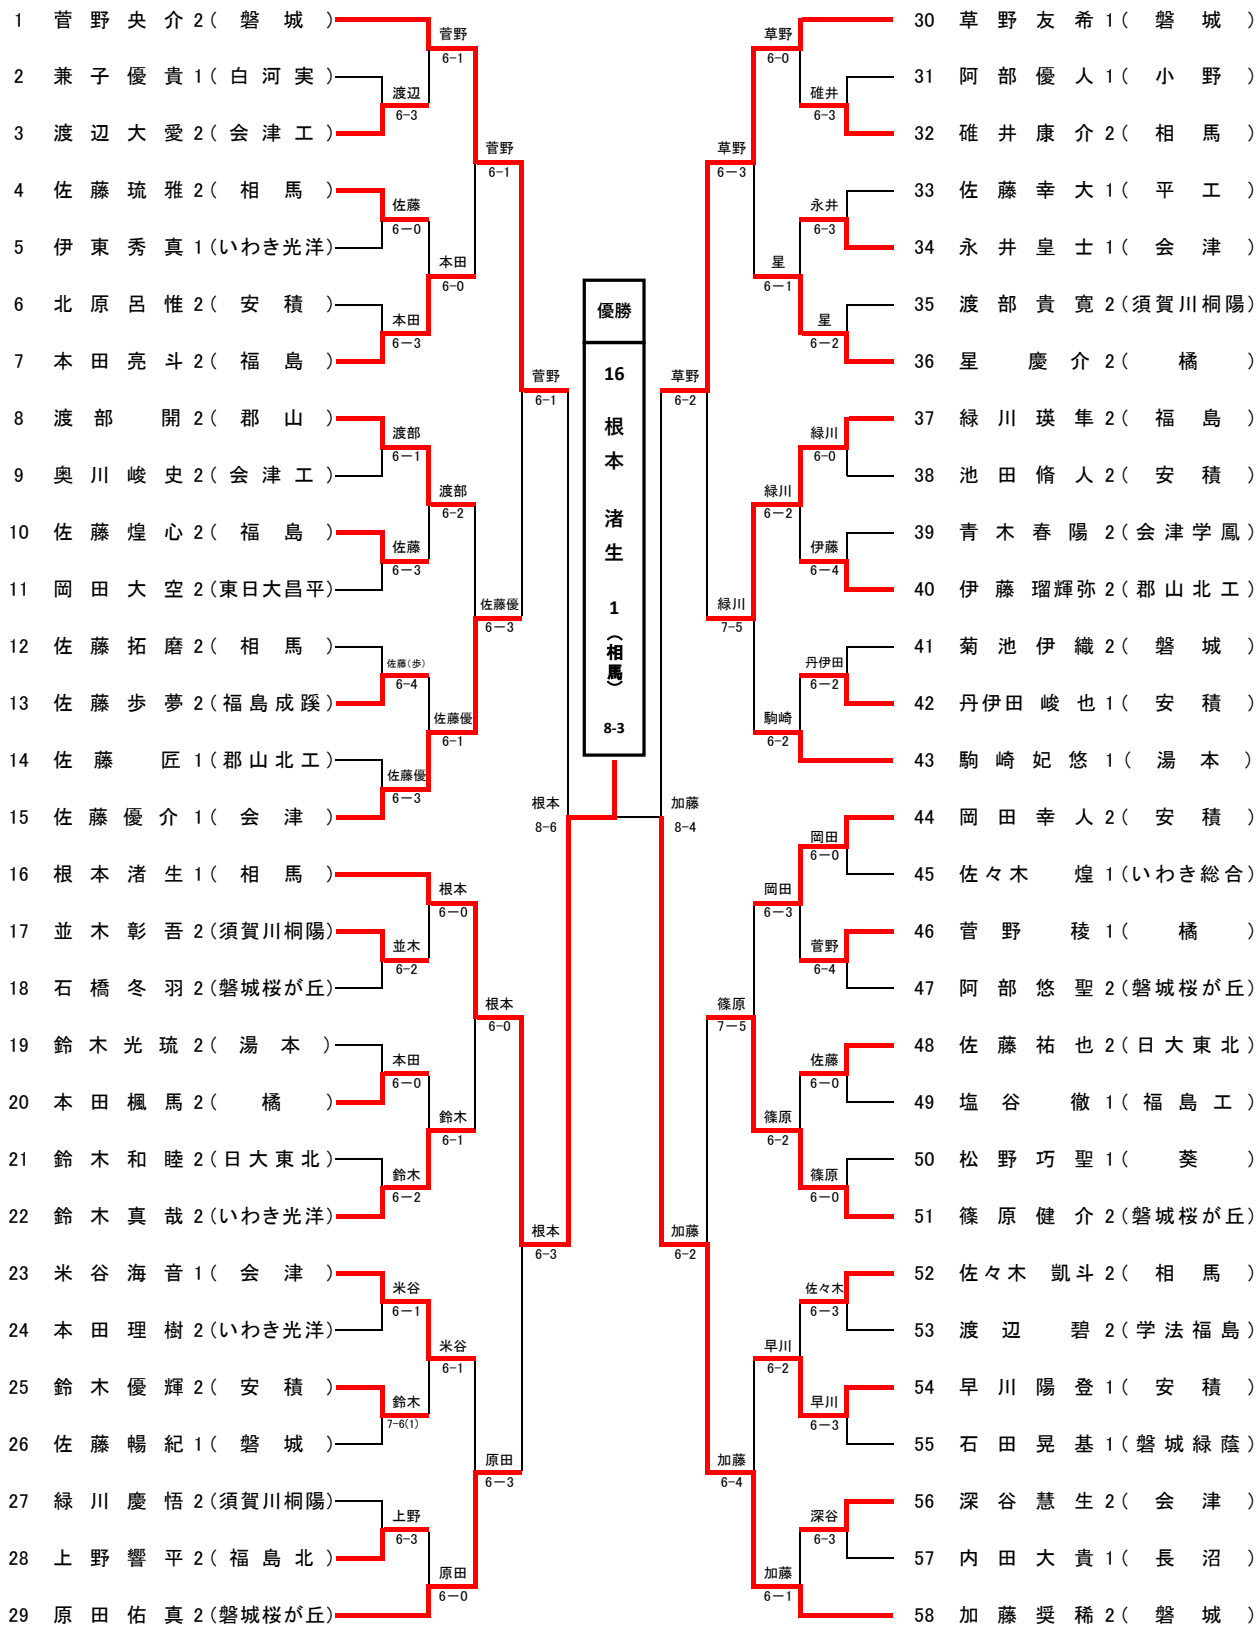 1 菅野央介 2(磐城)
2 兼子優貴 1(白河実)
3 渡辺大愛 2(会津工)
4 佐藤琉雅 2(相馬)
5 伊東秀真 1(いわき光洋)
6 北原呂惟 2(安積)
7 本田亮斗 2(福島)
8 渡部開 2(郡山)
9 奥川峻史 2(会津工)
10 佐藤煌心 2(福島)
11 岡田大空 2(東日大昌平)
12 佐藤拓磨 2(相馬)
13 佐藤歩夢 2(福島成蹊)
14 佐藤匠 1(郡山北工)
15 佐藤優介 1(会津)
16 根本渚生 1(相馬)
17 並木彰吾 2(須賀川桐陽)
18 石橋冬羽 2(磐城桜が丘)
19 鈴木光琉 2(湯本)
20 本田楓馬 2(橘)
21 鈴木和睦 2(日大東北)
22 鈴木真哉 2(いわき光洋)
23 米谷海音 1(会津)
24 本田理樹 2(いわき光洋)
25 鈴木優輝 2(安積)
26 佐藤暢紀 1(磐城)
27 緑川慶悟 2(須賀川桐陽)
28 上野響平 2(福島北)
29 原田佑真 2(磐城桜が丘)
渡辺
6-3
佐藤
6-0
本田
6-3
渡部
6-1
佐藤
6-3
佐藤(歩)
6-4
佐藤優
6-3
並木
6-2
本田
6-0
鈴木
6-2
米谷
6-1
鈴木
7-6(1)
上野
6-3
菅野
6-1
本田
6-0
渡部
6-2
佐藤優
6-1
根本
6-0
鈴木
6-1
米谷
6-1
原田
6-0
菅野
6-1
佐藤優
6-3
根本
6-0
原田
6-3
菅野
6-1
根本
6-3
根本
8-6
優勝
16
根本渚生
1
(相馬)
8-3
加藤
8-4
草野
6-2
加藤
6-2
草野
6-3
緑川
7-5
篠原
7-5
加藤
6-4
草野
6-0
星
6-1
緑川
6-2
駒崎
6-2
岡田
6-3
篠原
6-2
早川
6-2
加藤
6-1
碓井
6-3
永井
6-3
星
6-2
緑川
6-0
伊藤
6-4
丹伊田
6-2
岡田
6-0
菅野
6-4
佐藤
6-0
篠原
6-0
佐々木
6-3
早川
6-3
深谷
6-3
30 草野友希 1(磐城)
31 阿部優人 1(小野)
32 碓井康介 2(相馬)
33 佐藤幸大 1(平工)
34 永井皇士 1(会津)
35 渡部貴寛 2(須賀川桐陽)
36 星慶介 2(橘)
37 緑川瑛隼 2(福島)
38 池田脩人 2(安積)
39 青木春陽 2(会津学鳳)
40 伊藤瑠輝弥 2(郡山北工)
41 菊池伊織 2(磐城)
42 丹伊田峻也 1(安積)
43 駒崎妃悠 1(湯本)
44 岡田幸人 2(安積)
45 佐々木煌 1(いわき総合)
46 菅野稜 1(橘)
47 阿部悠聖 2(磐城桜が丘)
48 佐藤祐也 2(日大東北)
49 塩谷徹 1(福島工)
50 松野巧聖 1(葵)
51 篠原健介 2(磐城桜が丘)
52 佐々木凱斗 2(相馬)
53 渡辺碧 2(学法福島)
54 早川陽登 1(安積)
55 石田晃基 1(磐城緑蔭)
56 深谷慧生 2(会津)
57 内田大貴 1(長沼)
58 加藤奨稀 2(磐城)